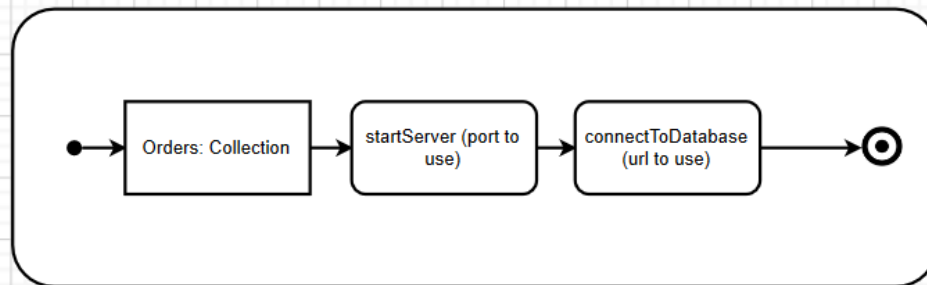 Orders: Collection
startServer (port to
use)
connectToDatabase
(url to use)